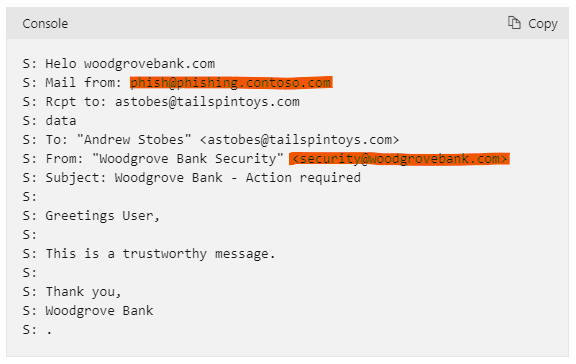 Console
Copy
S: Helo woodgrovebank.com
S: Mail from: phish@phishing.contoso.com
S: Rcpt to: astobes@tailspintoys.com
S: data
S: To: "Andrew Stobes" <astobes@tailspintoys.com>
S: From: "Woodgrove Bank Security" <security@woodgrovebank.com>
S: Subject: Woodgrove Bank - Action required
S:
S: Greetings User,
S:
S: This is a trustworthy message.
S:
S: Thank you,
S: Woodgrove Bank
S: .